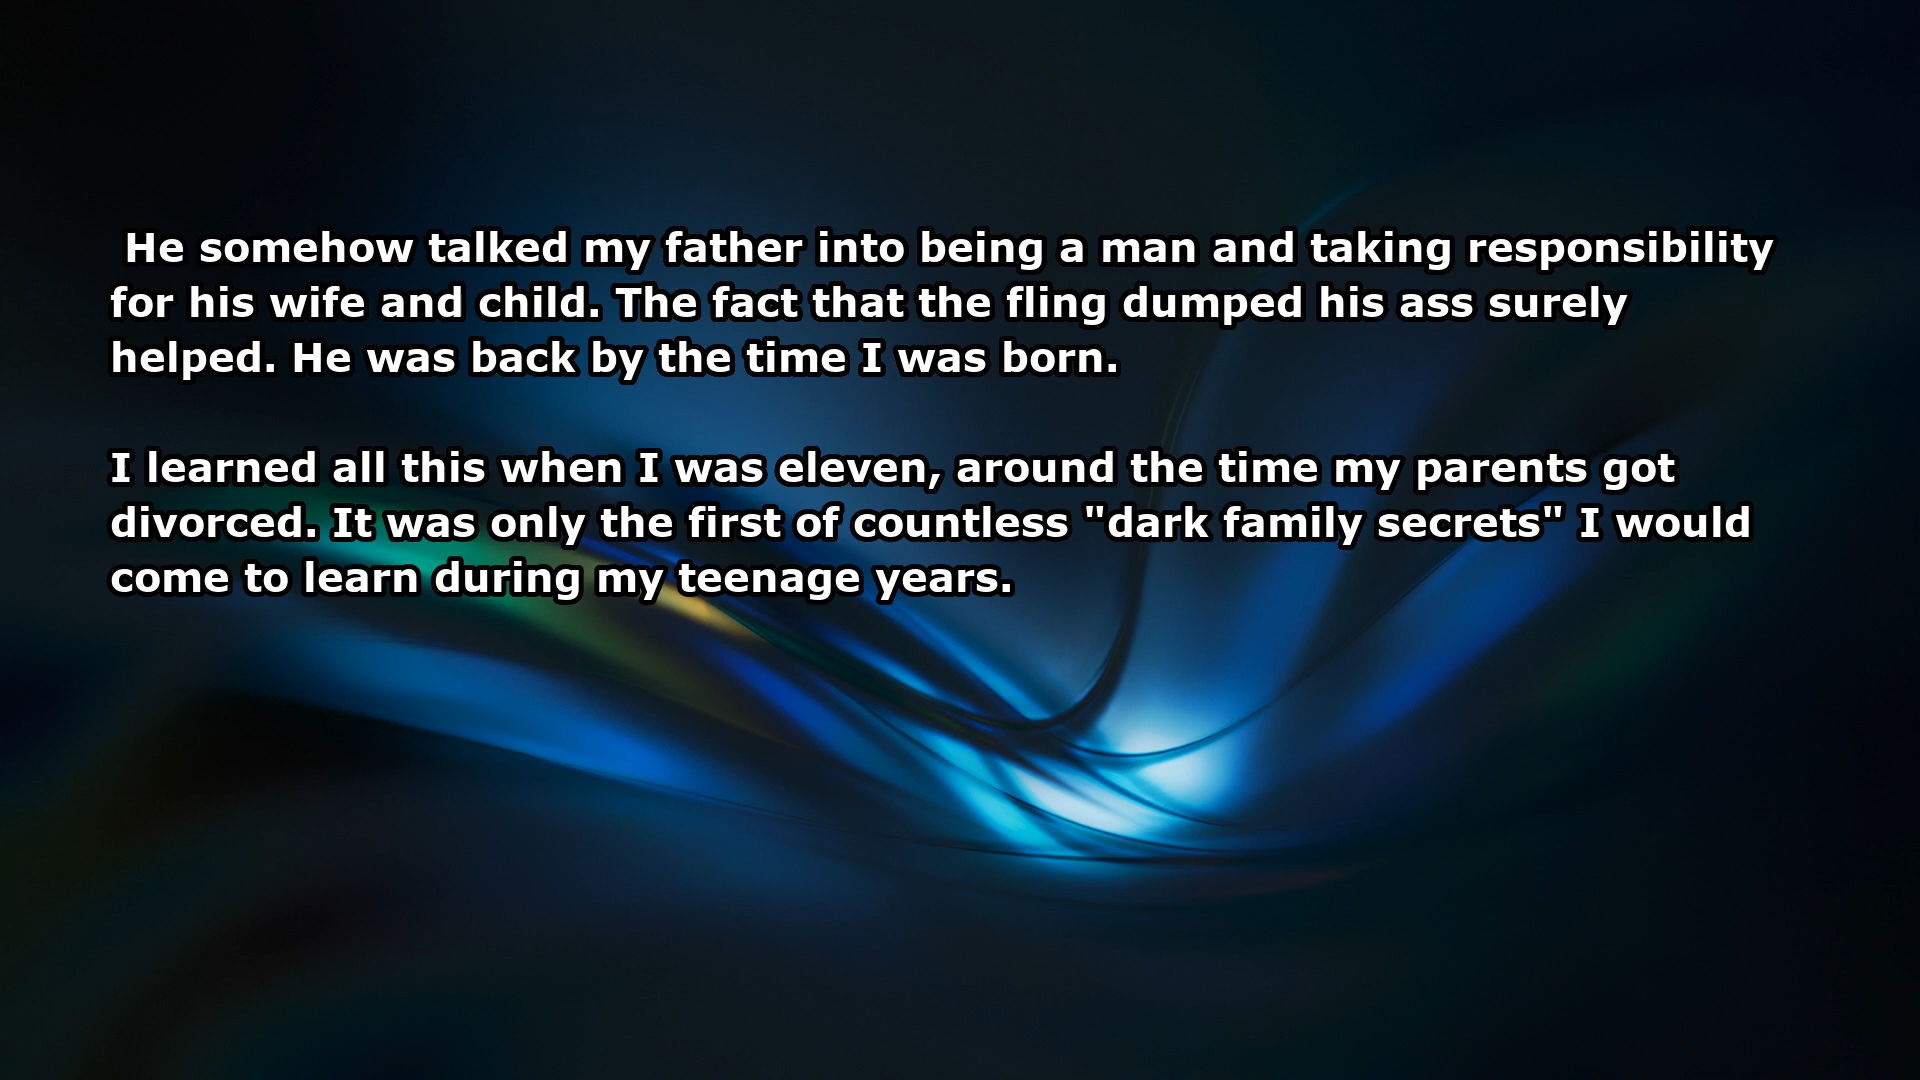 He somehow talked my father into being a man and taking responsibility
for his wife and child. The fact that the fling dumped his ass surely
helped. He was back by the time I was born.
I learned all this when I was eleven, around the time my parents got
divorced. It was only the first of countless "dark family secrets" I would
come to learn during my teenage years.